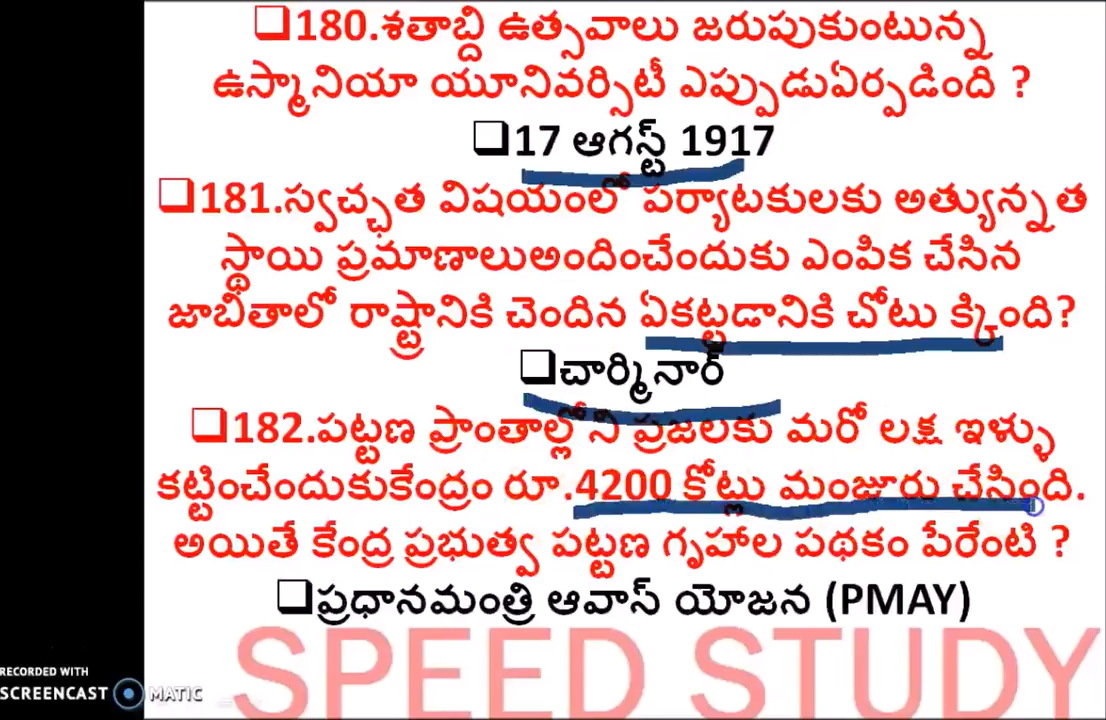 ❑180.శతాబ్ది ఉత్సవాలు జరుపుకుంటున్న
ఉస్మానియా యూనివర్సిటీ ఎప్పుడుఏర్పడింది ?
❑17 ఆగస్ట్ 1917
❑181.స్వచ్ఛత విషయంలో పర్యాటకులకు అత్యున్నత
స్థాయి ప్రమాణాలుఅందించేందుకు ఎంపిక చేసిన
జాబితాలో రాష్ట్రానికి చెందిన ఏకట్టడానికి చోటు క్కింది?
❑చార్మినార్
❑182.పట్టణ ప్రాంతాల్లోని ప్రజలకు మరో లక్ష ఇళ్ళు
కట్టించేందుకుకేంద్రం రూ.4200 కోట్లు మంజూరు చేసింది.
అయితే కేంద్ర ప్రభుత్వ పట్టణ గృహాల పథకం పేరేంటి ?
❑ప్రధానమంత్రి ఆవాస్ యోజన (PMAY)
SPEED STUDY
RECORDED WITH
SCREENCAST MATIC